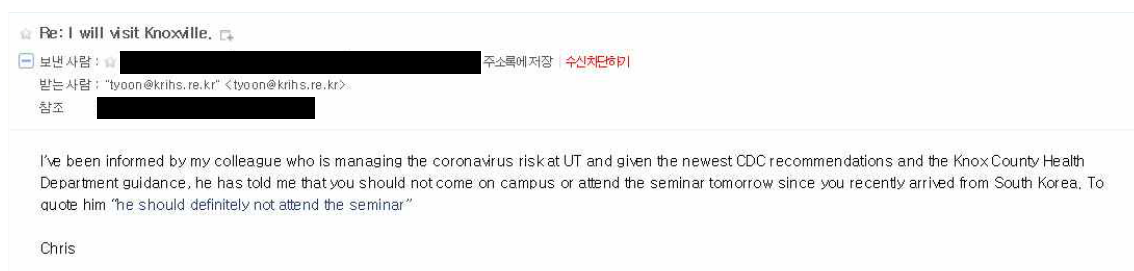 Re: I will visit Knoxville.
보낸사람 : 주소록에 저장 | 수신차단하기
받는사람 : "tyoon@krihs.re.kr" <tyoon@krihs.re.kr>
참조
I've been informed by my colleague who is managing the coronavirus risk at UT and given the newest CDC recommendations and the Knox County Health
Department guidance, he has told me that you should not come on campus or attend the seminar tomorrow since you recently arrived from South Korea. To
quote him "he should definitely not attend the seminar"
Chris